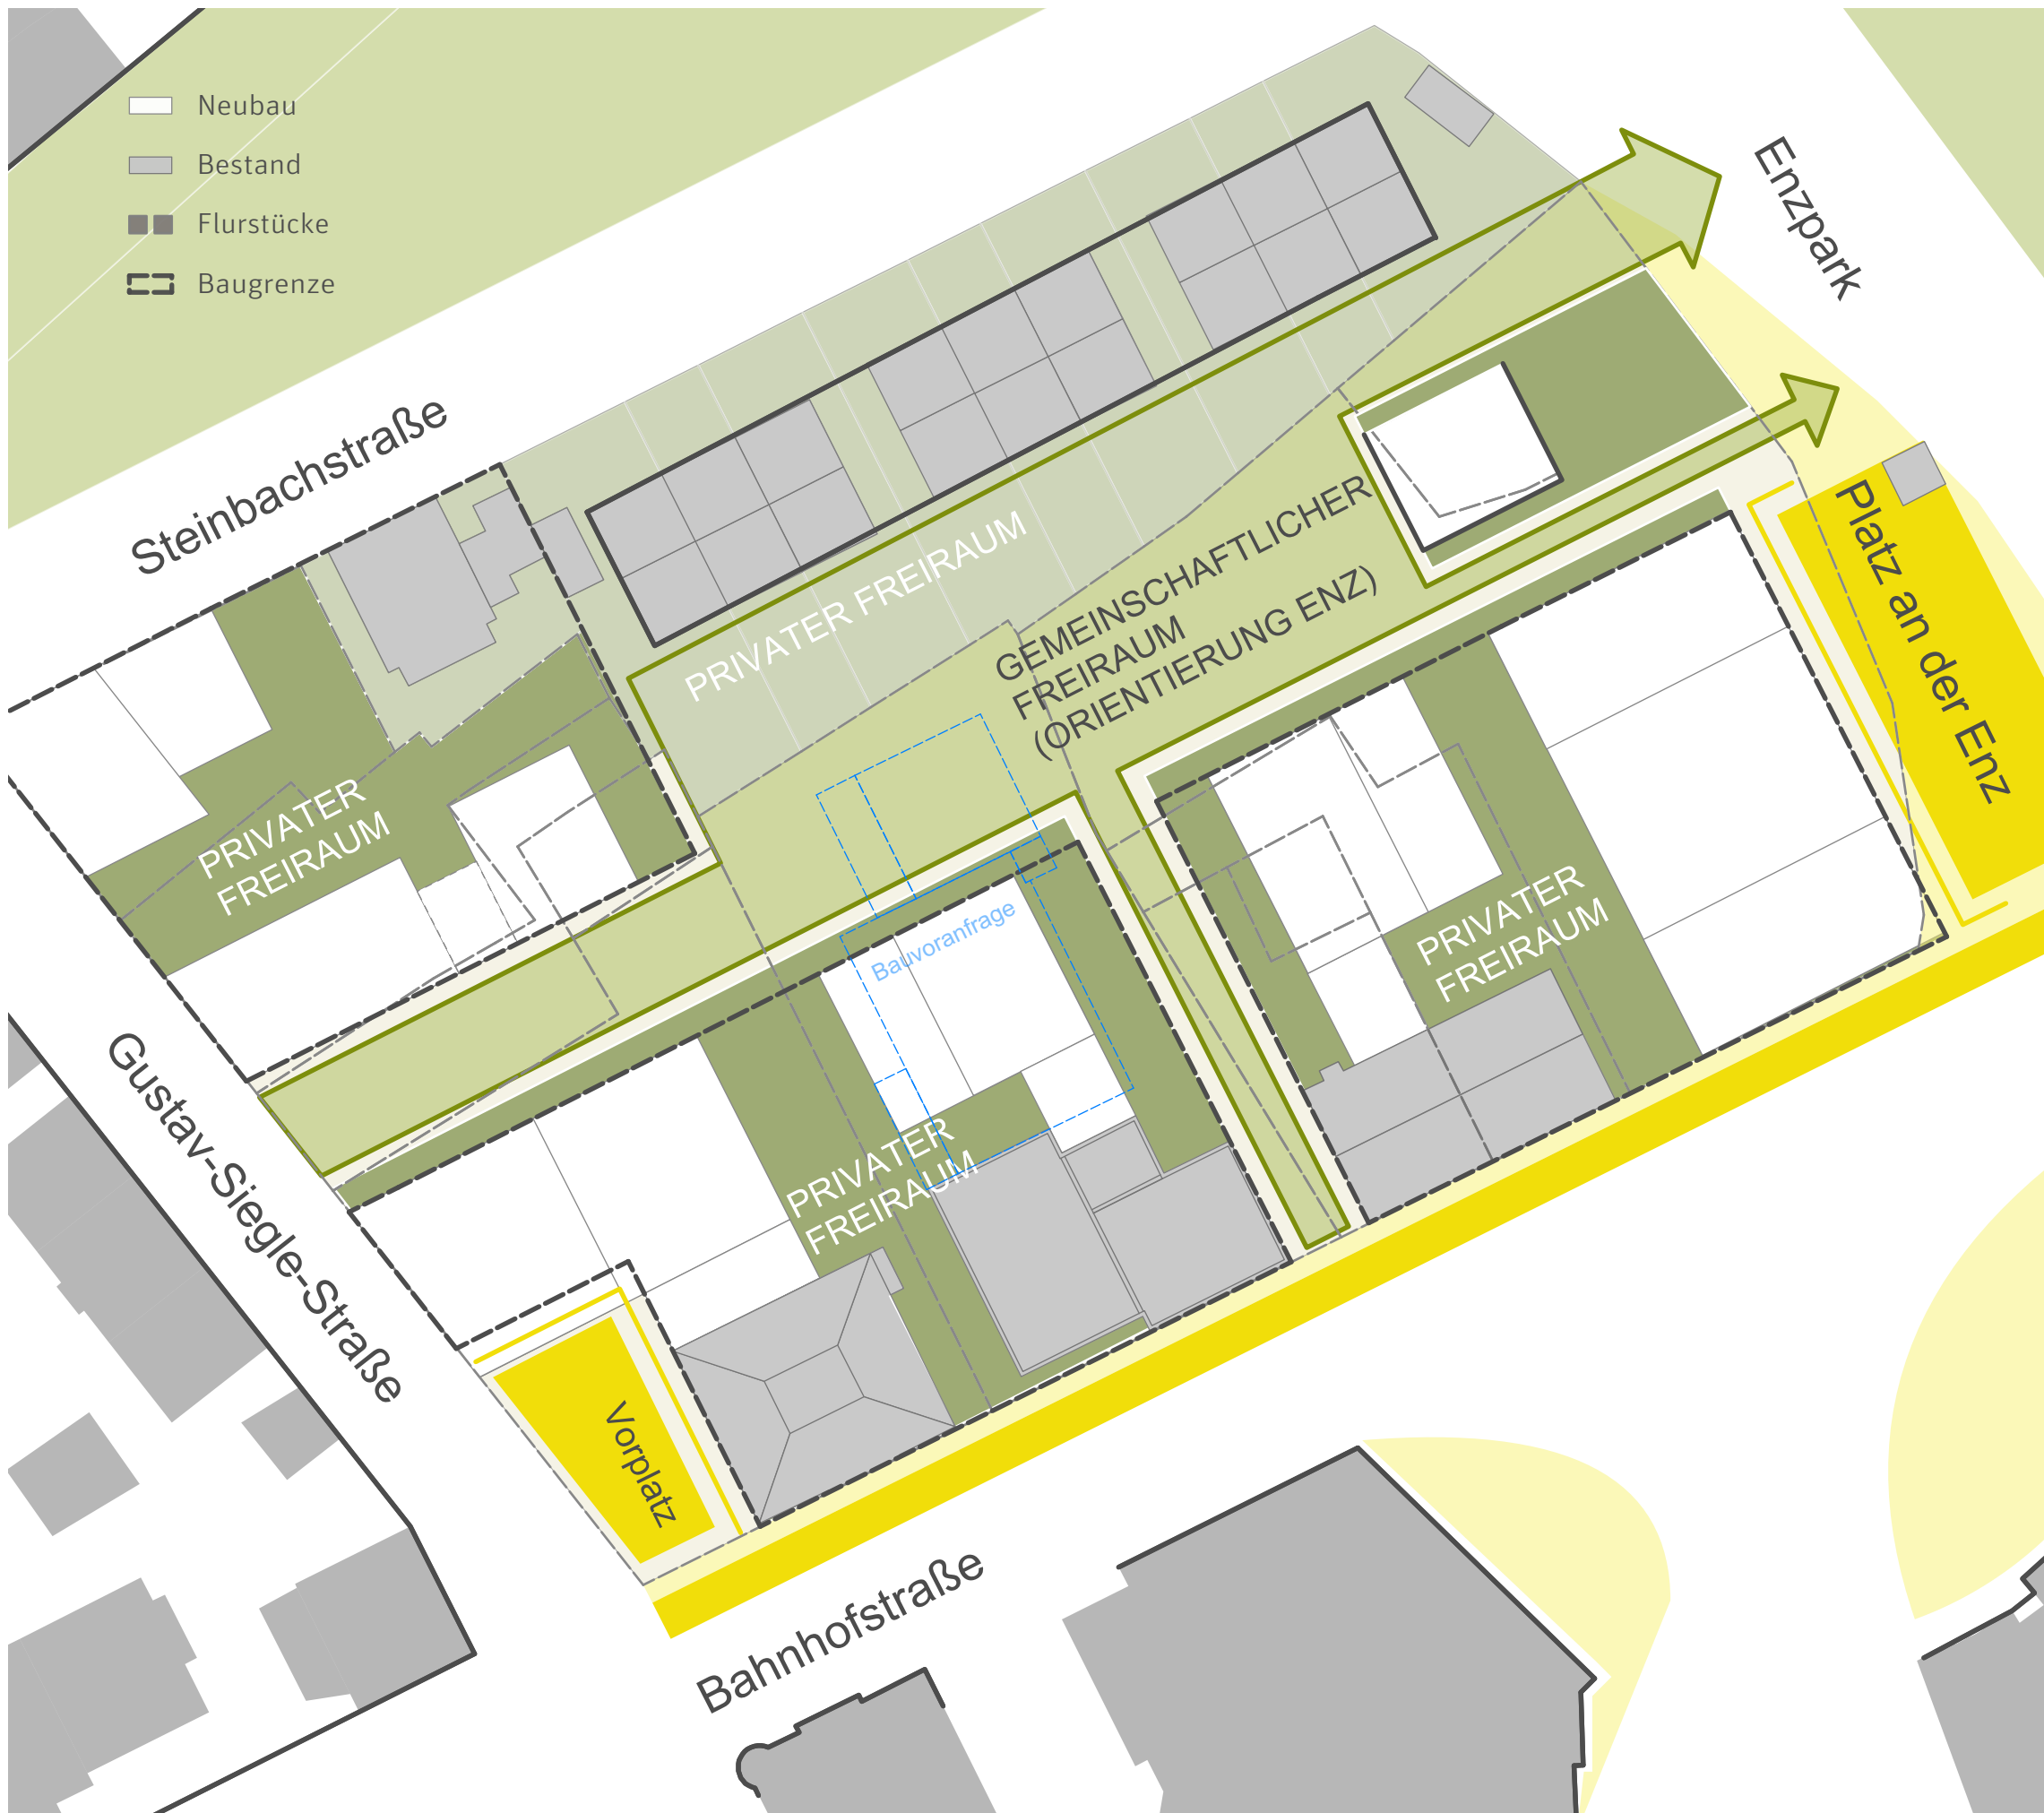 Neubau
Bestand
Flurstücke
Baugrenze
Enzpark
Steinbachstraße
PRIVATER FREIRAUM
GEMEINSCHAFTLICHER
FREIRAUM
(ORIENTIERUNG ENZ)
Platz an der Enz
PRIVATER
FREIRAUM
Bauvoranfrage
PRIVATER
FREIRAUM
PRIVATER
FREIRAUM
Gustav-Siegle-Straße
Vorplatz
Bahnhofstraße